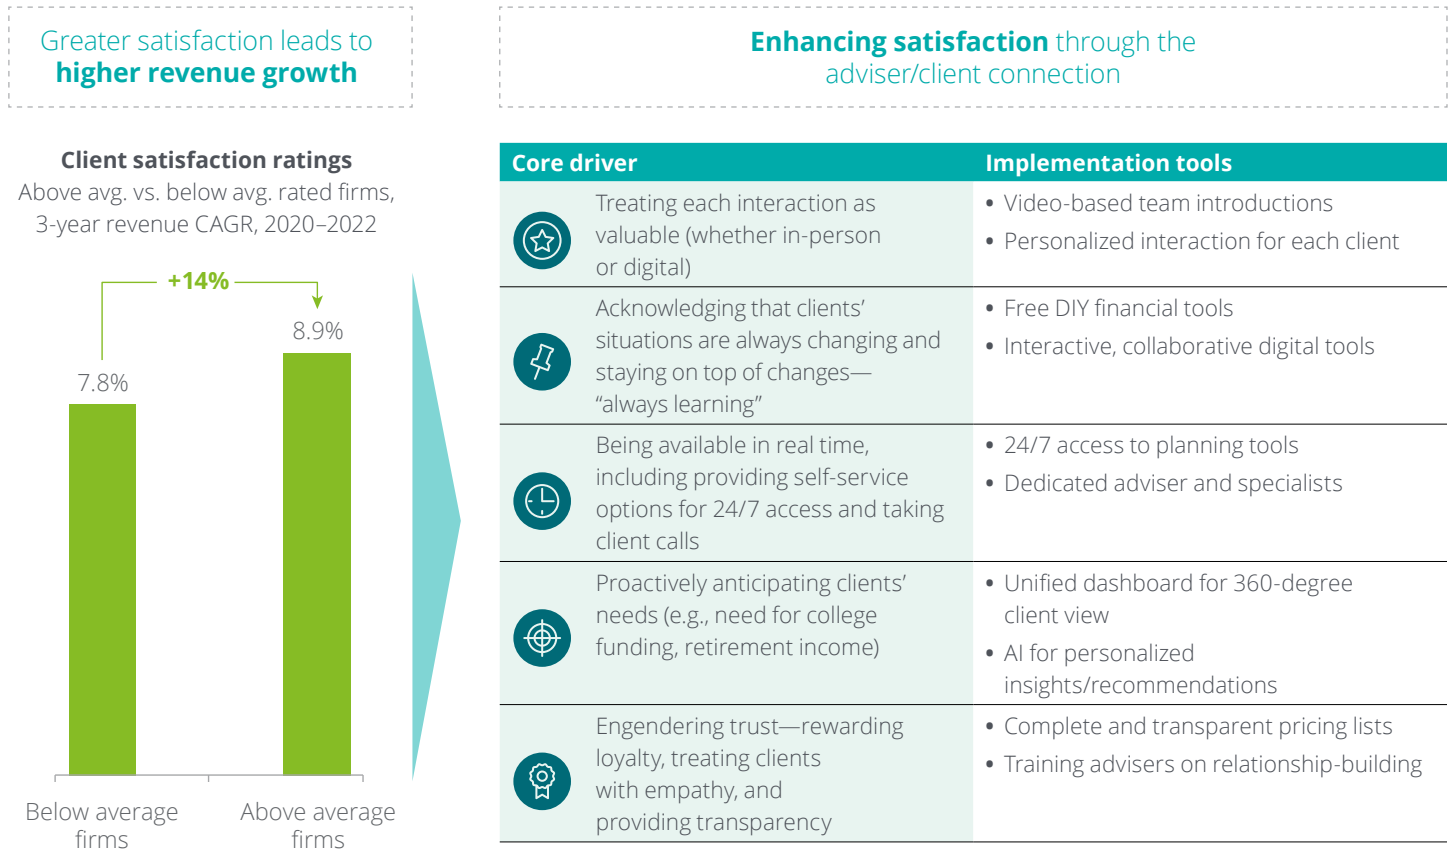 Greater satisfaction leads to
higher revenue growth
Enhancing satisfaction through the
adviser/client connection
Client satisfaction ratings
Above avg. vs. below avg. rated firms,
3-year revenue CAGR, 2020–2022
+14%
7.8%
8.9%
Below average
firms
Above average
firms
Core driver
Implementation tools
Treating each interaction as
valuable (whether in-person
or digital)
• Video-based team introductions
• Personalized interaction for each client
Acknowledging that clients’
situations are always changing and
staying on top of changes—
“always learning”
• Free DIY financial tools
• Interactive, collaborative digital tools
Being available in real time,
including providing self-service
options for 24/7 access and taking
client calls
• 24/7 access to planning tools
• Dedicated adviser and specialists
Proactively anticipating clients’
needs (e.g., need for college
funding, retirement income)
• Unified dashboard for 360-degree
client view
• AI for personalized
insights/recommendations
Engendering trust—rewarding
loyalty, treating clients
with empathy, and
providing transparency
• Complete and transparent pricing lists
• Training advisers on relationship-building